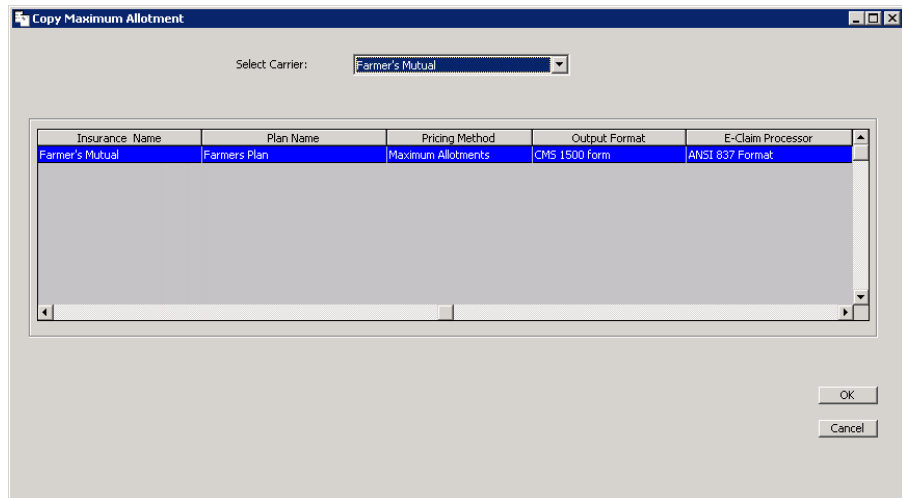 Copy Maximum Allotment
Select Carrier: Farmer's Mutual
Insurance Name Plan Name Pricing Method Output Format E-Claim Processor
Farmer's Mutual Farmers Plan Maximum Allotments CMS 1500 form ANSI 837 Format
OK
Cancel